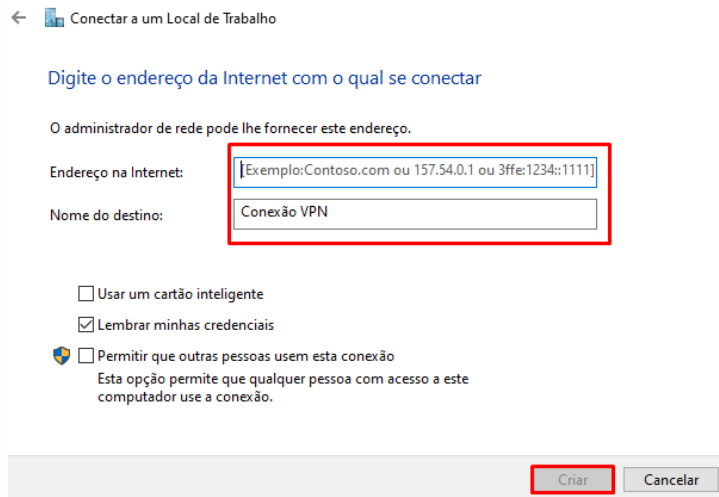 Conectar a um Local de Trabalho
Digite o endereço da Internet com o qual se conectar
O administrador de rede pode lhe fornecer este endereço.
Endereço na Internet:
[Exemplo:Contoso.com ou 157.54.0.1 ou 3ffe:1234::1111]
Nome do destino:
Conexão VPN
Usar um cartão inteligente
Lembrar minhas credenciais
Permitir que outras pessoas usem esta conexão
Esta opção permite que qualquer pessoa com acesso a este
computador use a conexão.
Criar
Cancelar